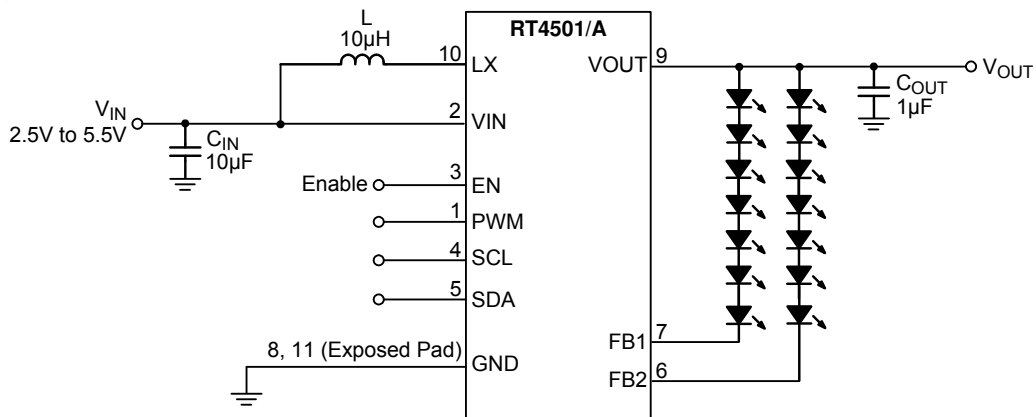 L
10µH
RT4501/A
10
LX
VOUT
9
VOUT
COUT
1µF
VIN
2.5V to 5.5V
CIN
10µF
2
VIN
Enable
3
EN
1
PWM
4
SCL
5
SDA
8, 11 (Exposed Pad)
GND
FB1
7
FB2
6